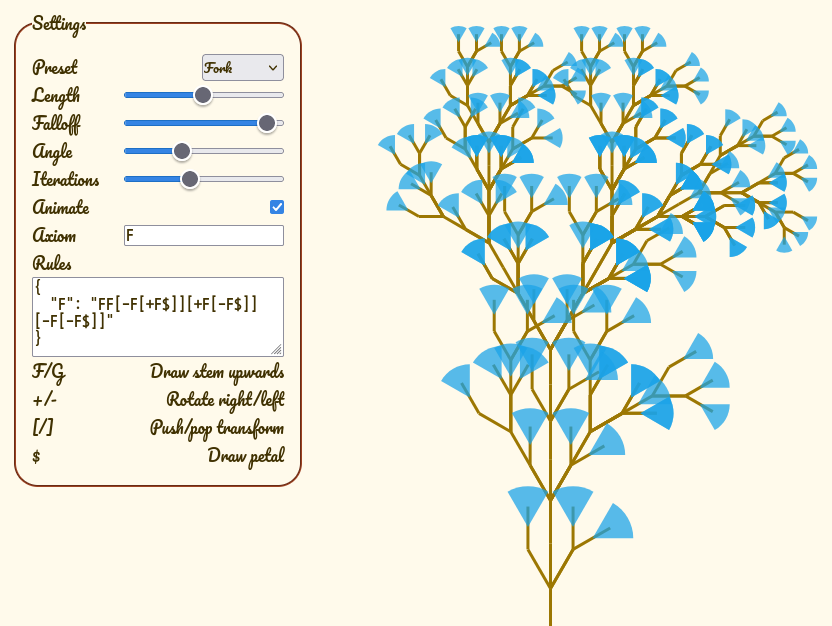 Settings
Preset Fork
Length
Falloff
Angle
Iterations
Animate
Axiom F
Rules
{
"F": "FF[-F[+F$]][+F[-F$]]
[-F[-F$]]"
}
F/G Draw stem upwards
+/- Rotate right/left
[/] Push/pop transform
$ Draw petal